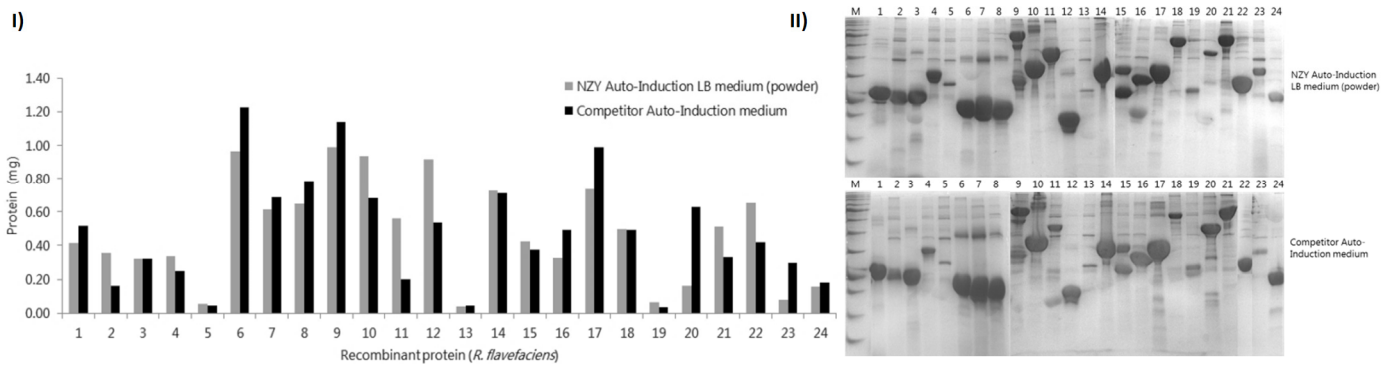 I)
1.40
1.20
1.00
0.80
0.60
0.40
0.20
0.00
Protein (mg)
NZY Auto-Induction LB medium (powder)
Competitor Auto-Induction medium
1 2 3 4 5 6 7 8 9 10 11 12 13 14 15 16 17 18 19 20 21 22 23 24
Recombinant protein (R. flavefaciens)
II)
M 1 2 3 4 5 6 7 8 9 10 11 12 13 14 15 16 17 18 19 20 21 22 23 24
NZY Auto-Induction
LB medium (powder)
M 1 2 3 4 5 6 7 8 9 10 11 12 13 14 15 16 17 18 19 20 21 22 23 24
Competitor Auto-
Induction medium